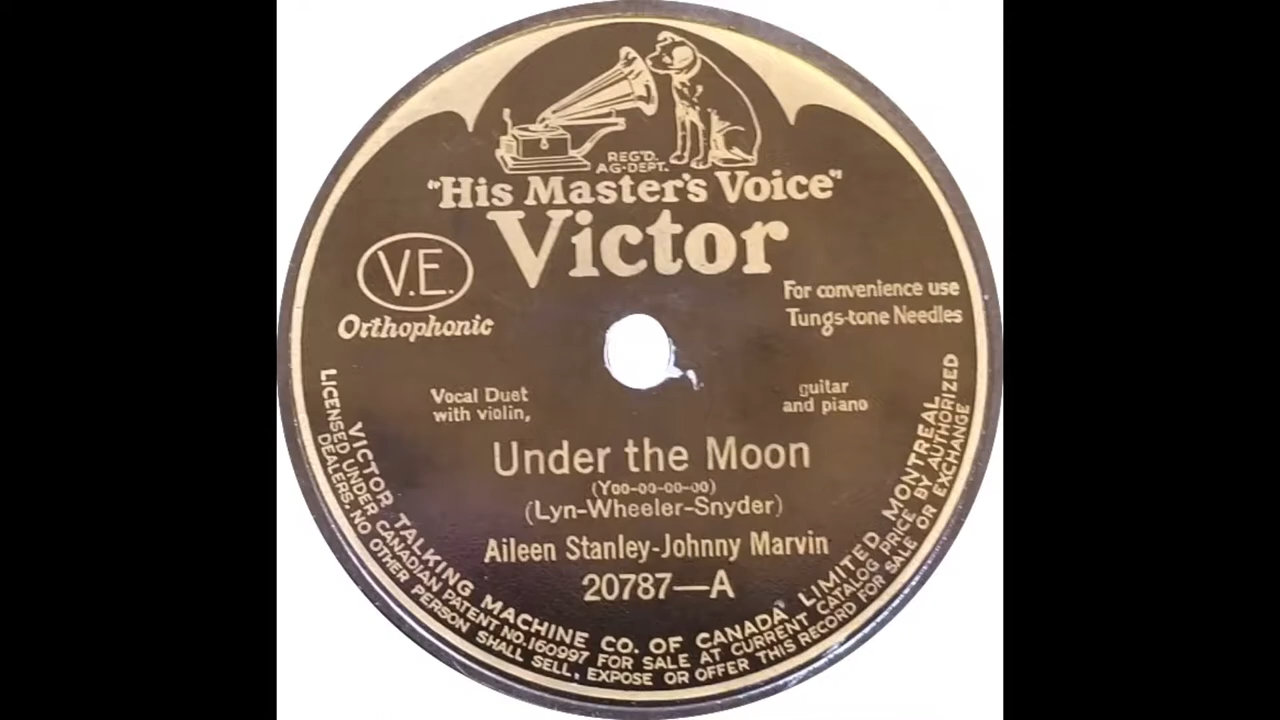 REG'D.
AG-DEPT.
"His Master's Voice"
Victor
V.E.
Orthophonic
For convenience use
Tungs-tone Needles
Vocal Duet
with violin,
guitar
and piano
Under the Moon
(Yoo-oo-oo-oo)
(Lyn-Wheeler-Snyder)
Aileen Stanley-Johnny Marvin
20787—A
VICTOR TALKING MACHINE CO. OF CANADA LIMITED MONTREAL
LICENSED UNDER CANADIAN PATENT NO. 160997 FOR SALE AT CURRENT CATALOG PRICE BY AUTHORIZED
DEALERS, NO OTHER PERSON SHALL SELL, EXPOSE OR OFFER THIS RECORD FOR SALE OR EXCHANGE